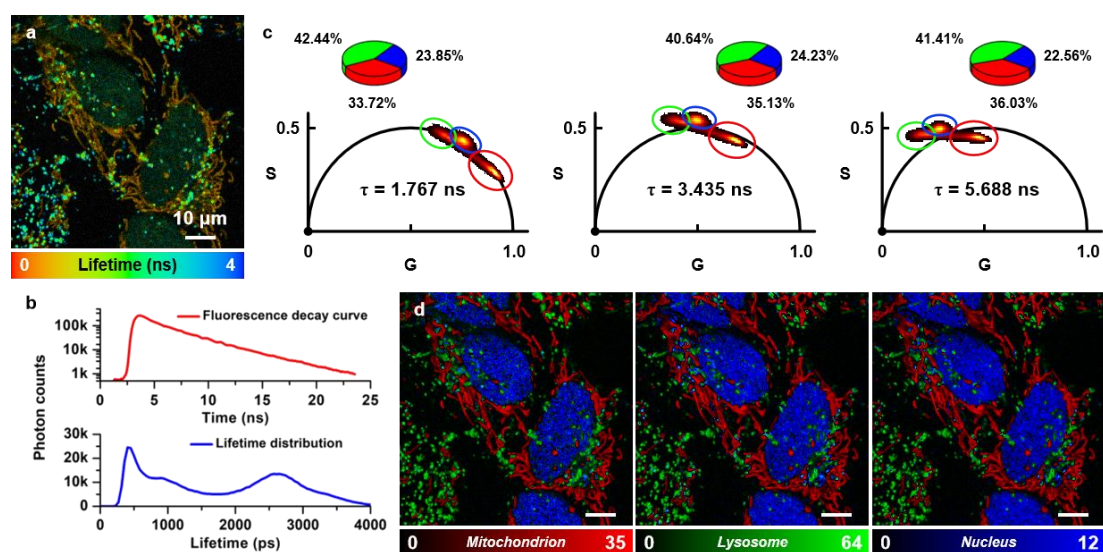 a
10 μm
0 Lifetime (ns) 4
c
42.44%
23.85%
33.72%
0.5
S
τ = 1.767 ns
0
1.0
G
40.64%
24.23%
35.13%
0.5
S
τ = 3.435 ns
0
1.0
G
41.41%
22.56%
36.03%
0.5
S
τ = 5.688 ns
0
1.0
G
b
Photon counts
100k
10k
1k
Fluorescence decay curve
0 5 10 15 20 25
Time (ns)
30k
20k
10k
0
Lifetime distribution
0 1000 2000 3000 4000
Lifetime (ps)
d
0 Mitochondrion 35
0 Lysosome 64
0 Nucleus 12